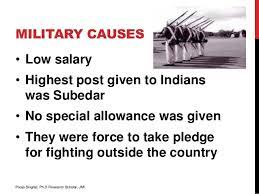 MILITARY CAUSES
• Low salary
• Highest post given to Indians
was Subedar
• No special allowance was given
• They were force to take pledge
for fighting outside the country
Pooja Singhal, Ph.D Research Scholar, JMI